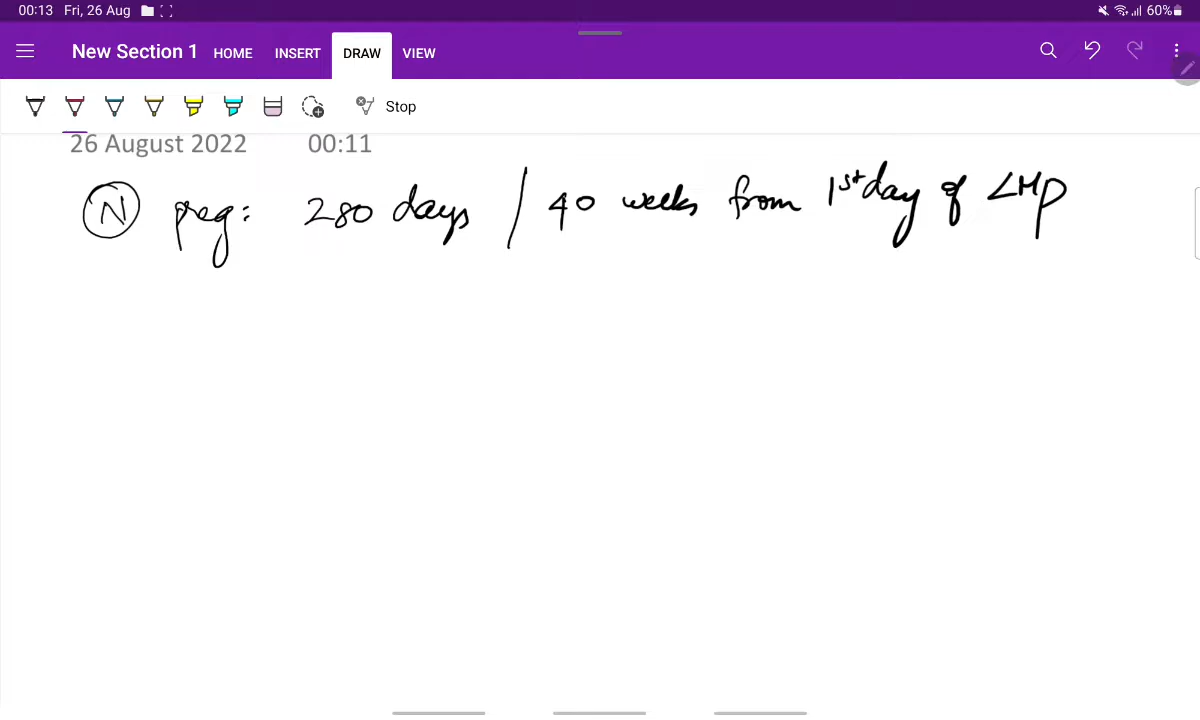 00:13 Fri, 26 Aug 60%
New Section 1 HOME INSERT DRAW VIEW
Stop
26 August 2022 00:11
Ⓝ preg: 280 days / 40 weeks from 1st day of LMP